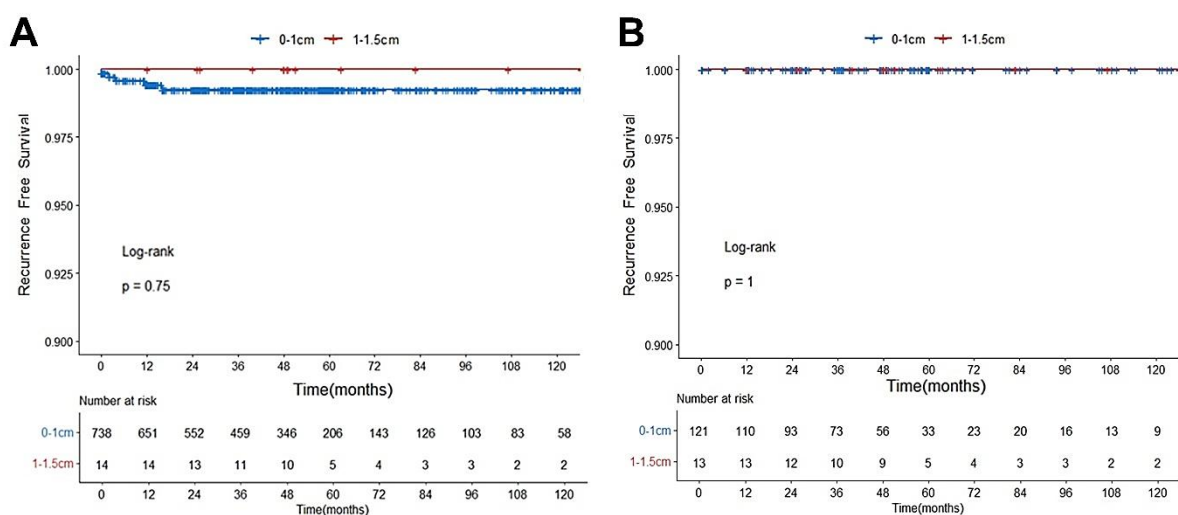 A
0-1cm 1-1.5cm
1.000
0.975
0.950
0.925
0.900
Recurrence Free Survival
Log-rank
p = 0.75
0 12 24 36 48 60 72 84 96 108 120
Time(months)
Number at risk
0-1cm 738 651 552 459 346 206 143 126 103 83 58
1-1.5cm 14 14 13 11 10 5 4 3 3 2 2
0 12 24 36 48 60 72 84 96 108 120
Time(months)
B
0-1cm 1-1.5cm
1.000
0.975
0.950
0.925
0.900
Recurrence Free Survival
Log-rank
p = 1
0 12 24 36 48 60 72 84 96 108 120
Time(months)
Number at risk
0-1cm 121 110 93 73 56 33 23 20 16 13 9
1-1.5cm 13 13 12 10 9 5 4 3 3 2 2
0 12 24 36 48 60 72 84 96 108 120
Time(months)